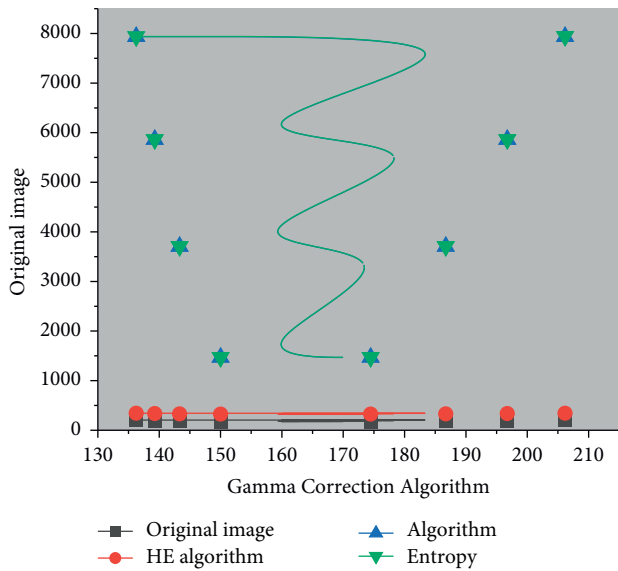 8000
7000
6000
5000
4000
3000
2000
1000
0
Original image
130 140 150 160 170 180 190 200 210
Gamma Correction Algorithm
Original image Algorithm
HE algorithm Entropy